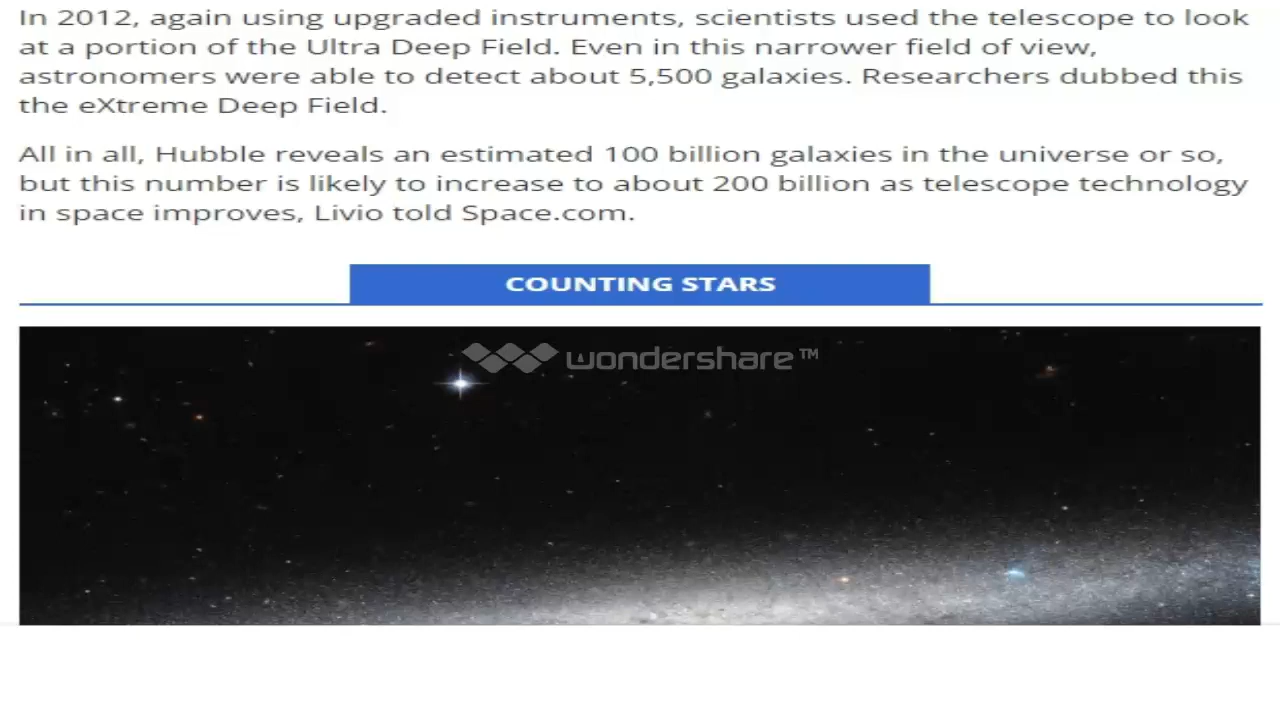 In 2012, again using upgraded instruments, scientists used the telescope to look
at a portion of the Ultra Deep Field. Even in this narrower field of view,
astronomers were able to detect about 5,500 galaxies. Researchers dubbed this
the eXtreme Deep Field.
All in all, Hubble reveals an estimated 100 billion galaxies in the universe or so,
but this number is likely to increase to about 200 billion as telescope technology
in space improves, Livio told Space.com.
COUNTING STARS
wondershare™